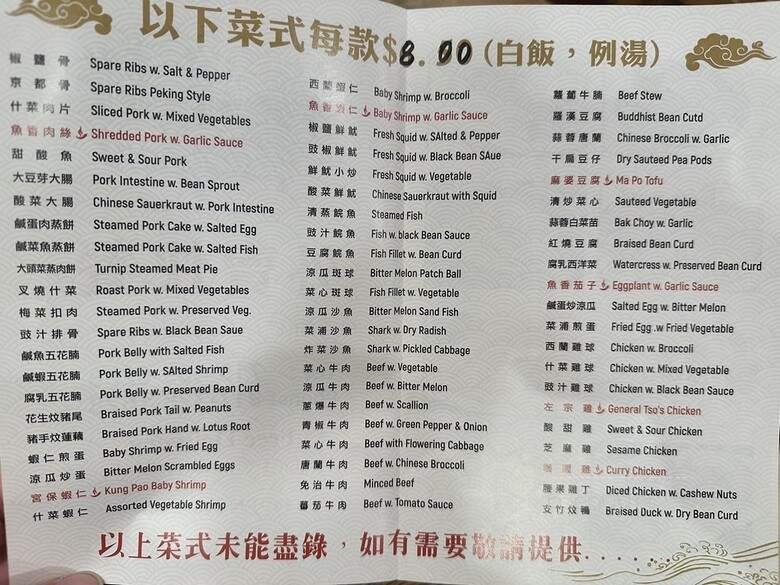 以下菜式每款$8.00(白飯,例湯)
椒鹽骨 Spare Ribs w. Salt & Pepper
京都骨 Spare Ribs Peking Style
什菜肉片 Sliced Pork w. Mixed Vegetables
魚香肉絲 Shredded Pork w. Garlic Sauce
甜酸魚 Sweet & Sour Pork
大豆芽大腸 Pork Intestine w. Bean Sprout
酸菜大腸 Chinese Sauerkraut w. Pork Intestine
鹹蛋肉蒸餅 Steamed Pork Cake w. Salted Egg
鹹菜魚蒸餅 Steamed Pork Cake w. Salted Fish
大頭菜蒸肉餅 Turnip Steamed Meat Pie
叉燒什菜 Roast Pork w. Mixed Vegetables
梅菜扣肉 Steamed Pork w. Preserved Veg.
豉汁排骨 Spare Ribs w. Black Bean Saue
鹹魚五花腩 Pork Belly with Salted Fish
鹹蝦五花腩 Pork Belly w. SAlted Shrimp
腐乳五花腩 Pork Belly w. Preserved Bean Curd
花生炆豬尾 Braised Pork Tail w. Peanuts
豬手炆蓮藕 Braised Pork Hand w. Lotus Root
蝦仁煎蛋 Baby Shrimp w. Fried Egg
涼瓜炒蛋 Bitter Melon Scrambled Eggs
宮保蝦仁 Kung Pao Baby Shrimp
什菜蝦仁 Assorted Vegetable Shrimp
西蘭蝦仁 Baby Shrimp w. Broccoli
魚香蝦仁 Baby Shrimp w. Garlic Sauce
椒鹽鮮魷 Fresh Squid w. SAlted & Pepper
豉椒鮮魷 Fresh Squid w. Black Bean SAue
鮮魷小炒 Fresh Squid w. Vegetable
酸菜鮮魷 Chinese Sauerkraut with Squid
清蒸鯇魚 Steamed Fish
豉汁鯇魚 Fish w. black Bean Sauce
豆腐鯇魚 Fish Fillet w. Bean Curd
涼瓜斑球 Bitter Melon Patch Ball
菜心斑球 Fish Fillet w. Vegetable
涼瓜沙魚 Bitter Melon Sand Fish
菜浦沙魚 Shark w. Dry Radish
炸菜沙魚 Shark w. Pickled Cabbage
菜心牛肉 Beef w. Vegetable
涼瓜牛肉 Beef w. Bitter Melon
蔥爆牛肉 Beef w. Scallion
青椒牛肉 Beef w. Green Pepper & Onion
菜心牛肉 Beef with Flowering Cabbage
唐蘭牛肉 Beef w. Chinese Broccoli
免治牛肉 Minced Beef
蕃茄牛肉 Beef w. Tomato Sauce
蘿蔔牛腩 Beef Stew
羅漢豆腐 Buddhist Bean Cutd
蒜蓉唐蘭 Chinese Broccoli w. Garlic
干扁豆仔 Dry Sauteed Pea Pods
麻婆豆腐 Ma Po Tofu
清炒菜心 Sauteed Vegetable
蒜蓉白菜苗 Bak Choy w. Garlic
紅燒豆腐 Braised Bean Curd
腐乳西洋菜 Watercress w. Preserved Bean Curd
魚香茄子 Eggplant w. Garlic Sauce
鹹蛋炒涼瓜 Salted Egg w. Bitter Melon
菜浦煎蛋 Fried Egg .w Fried Vegetable
西蘭雞球 Chicken w. Broccoli
什菜雞球 Chicken w. Mixed Vegetable
豉汁雞球 Chicken w. Black Bean Sauce
左宗雞 General Tso's Chicken
酸甜雞 Sweet & Sour Chicken
芝麻雞 Sesame Chicken
咖喱雞 Curry Chicken
腰果雞丁 Diced Chicken w. Cashew Nuts
支竹炆鴨 Braised Duck w. Dry Bean Curd
以上菜式未能盡錄,如有需要敬請提供.....